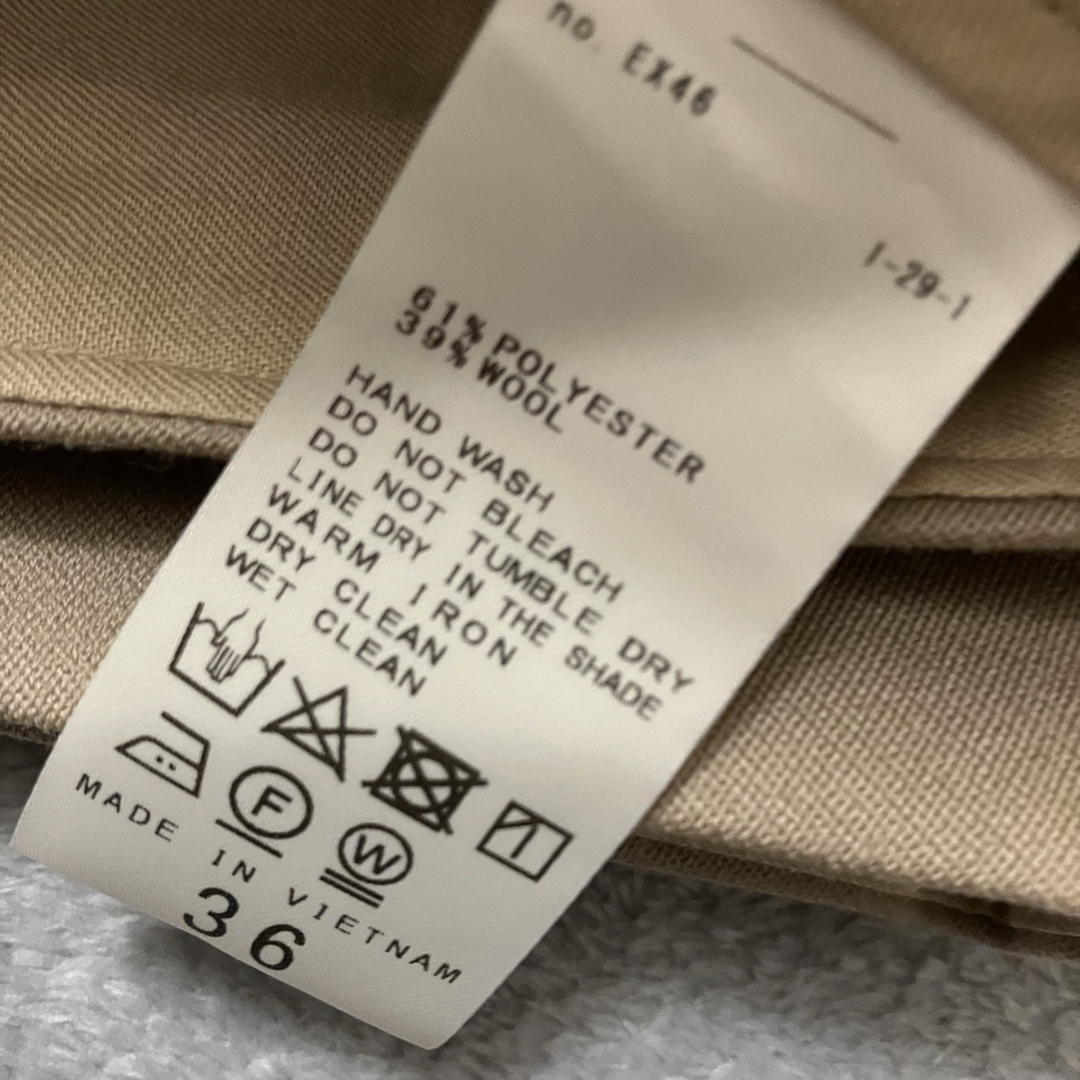 no. EX46
1-29-1
61% POLYESTER
39% WOOL
HAND WASH
DO NOT BLEACH
DO NOT TUMBLE DRY
LINE DRY IN THE SHADE
WARM IRON
DRY CLEAN
WET CLEAN
F
W
MADE IN VIETNAM
36